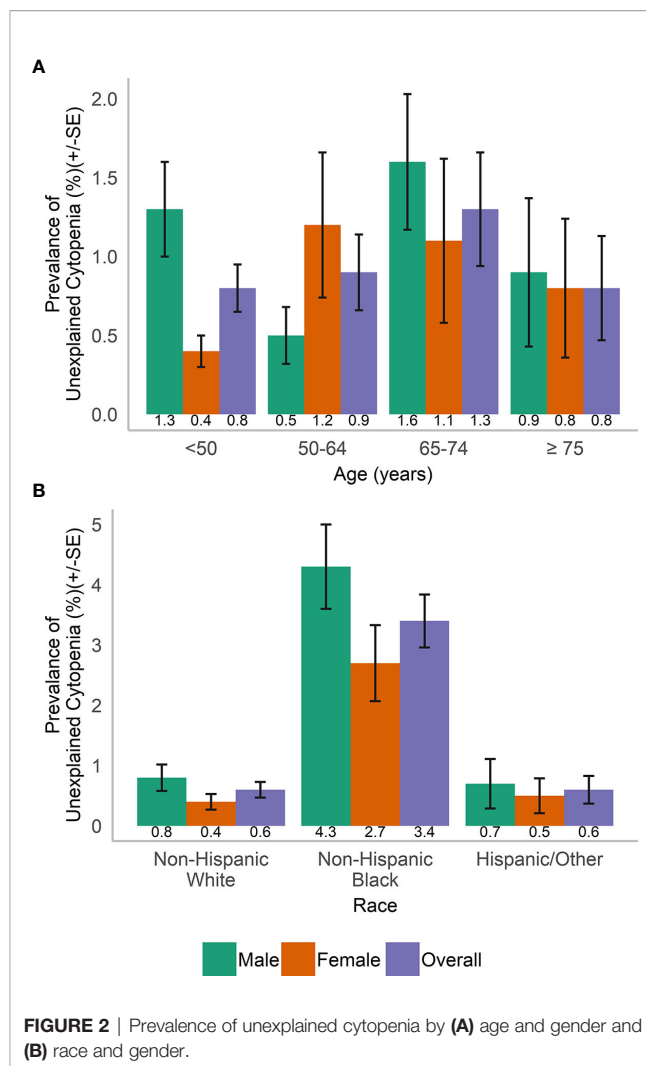 A
Prevalance of
Unexplained Cytopenia (%)(+/-SE)
2.0
1.5
1.0
0.5
0.0
1.3 0.4 0.8 0.5 1.2 0.9 1.6 1.1 1.3 0.9 0.8 0.8
<50 50-64 65-74 ≥ 75
Age (years)
B
Prevalance of
Unexplained Cytopenia (%)(+/-SE)
5
4
3
2
1
0
0.8 0.4 0.6 4.3 2.7 3.4 0.7 0.5 0.6
Non-Hispanic Non-Hispanic Hispanic/Other
White Black
Race
Male Female Overall
FIGURE 2 | Prevalence of unexplained cytopenia by (A) age and gender and
(B) race and gender.